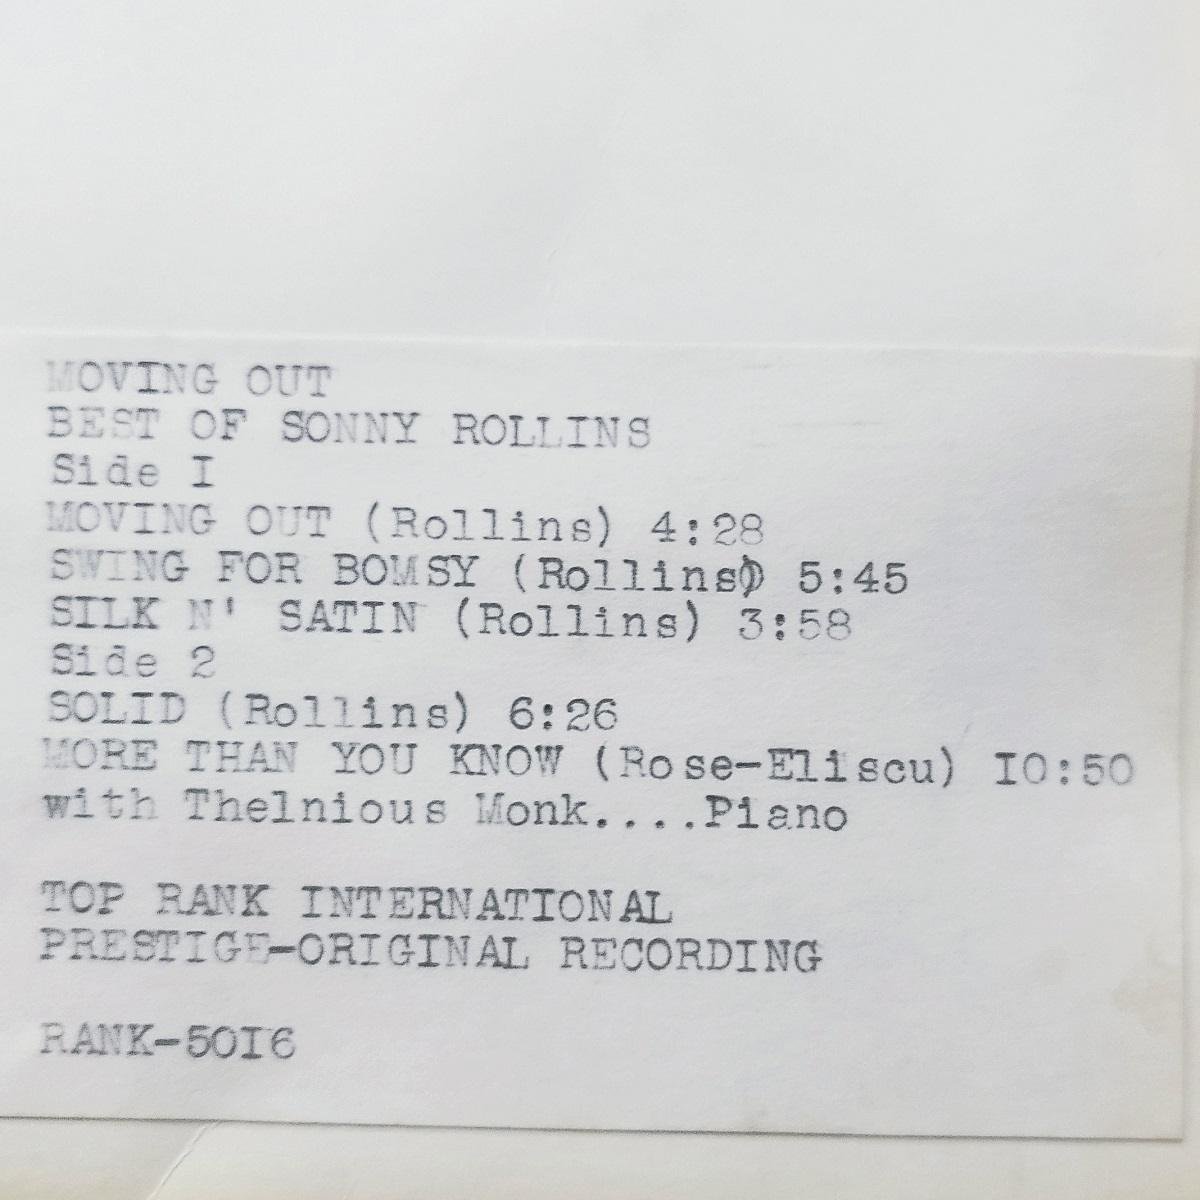 MOVING OUT
BEST OF SONNY ROLLINS
Side I
MOVING OUT (Rollins) 4:28
SWING FOR BOMSY (Rollins) 5:45
SILK N' SATIN (Rollins) 3:58
Side 2
SOLID (Rollins) 6:26
MORE THAN YOU KNOW (Rose-Eliscu) I0:50
with Thelnious Monk....Piano
TOP RANK INTERNATIONAL
PRESTIGE-ORIGINAL RECORDING
RANK-50I6